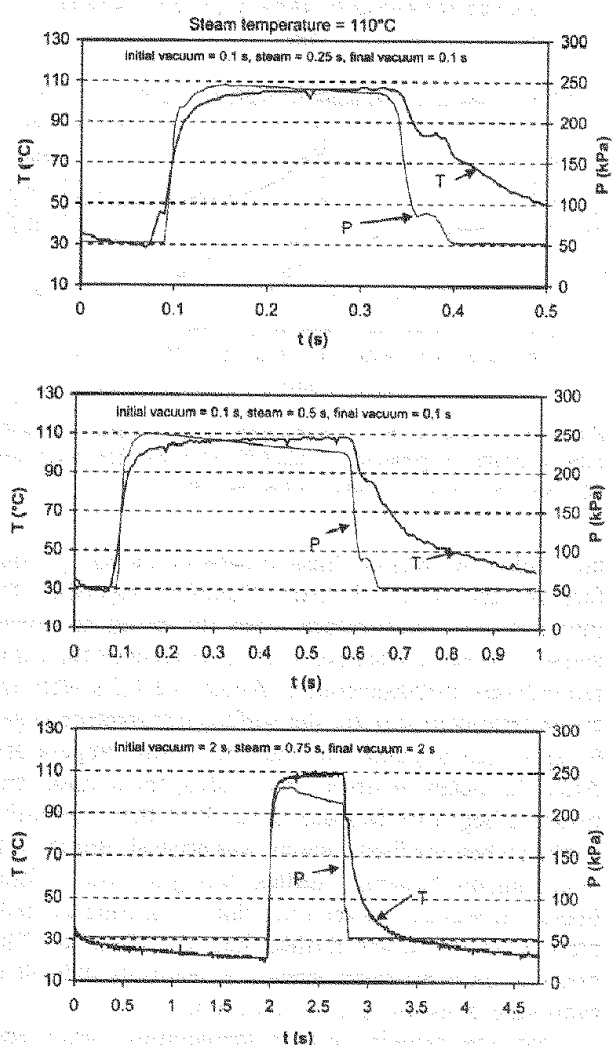 Steam temperature = 110°C
Initial vacuum = 0.1 s, steam = 0.25 s, final vacuum = 0.1 s
130
110
90
70
50
30
10
T (°C)
300
250
200
150
100
50
0
P (kPa)
T
P
0 0.1 0.2 0.3 0.4 0.5
t (s)
Initial vacuum = 0.1 s, steam = 0.5 s, final vacuum = 0.1 s
130
110
90
70
50
30
10
T (°C)
300
250
200
150
100
50
0
P (kPa)
P
T
0 0.1 0.2 0.3 0.4 0.5 0.6 0.7 0.8 0.9 1
t (s)
Initial vacuum = 2 s, steam = 0.75 s, final vacuum = 2 s
130
110
90
70
50
30
10
T (°C)
300
250
200
150
100
50
0
P (kPa)
P
T
0 0.5 1 1.5 2 2.5 3 3.5 4 4.5
t (s)